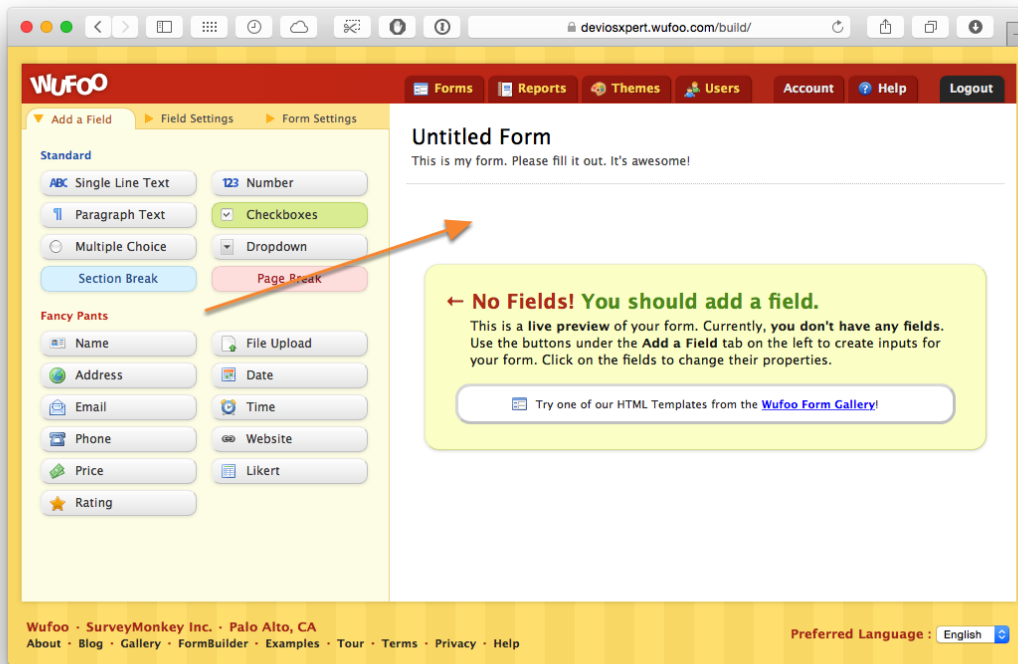 deviosxpert.wufoo.com/build/
WUFOO
Forms
Reports
Themes
Users
Account
Help
Logout
Add a Field
Field Settings
Form Settings
Untitled Form
This is my form. Please fill it out. It's awesome!
Standard
ABC Single Line Text
123 Number
Paragraph Text
Checkboxes
Multiple Choice
Dropdown
Section Break
Page Break
Fancy Pants
Name
File Upload
Address
Date
Email
Time
Phone
Website
Price
Likert
Rating
← No Fields! You should add a field.
This is a live preview of your form. Currently, you don't have any fields.
Use the buttons under the Add a Field tab on the left to create inputs for
your form. Click on the fields to change their properties.
Try one of our HTML Templates from the Wufoo Form Gallery!
Wufoo · SurveyMonkey Inc. · Palo Alto, CA
About · Blog · Gallery · FormBuilder · Examples · Tour · Terms · Privacy · Help
Preferred Language : English